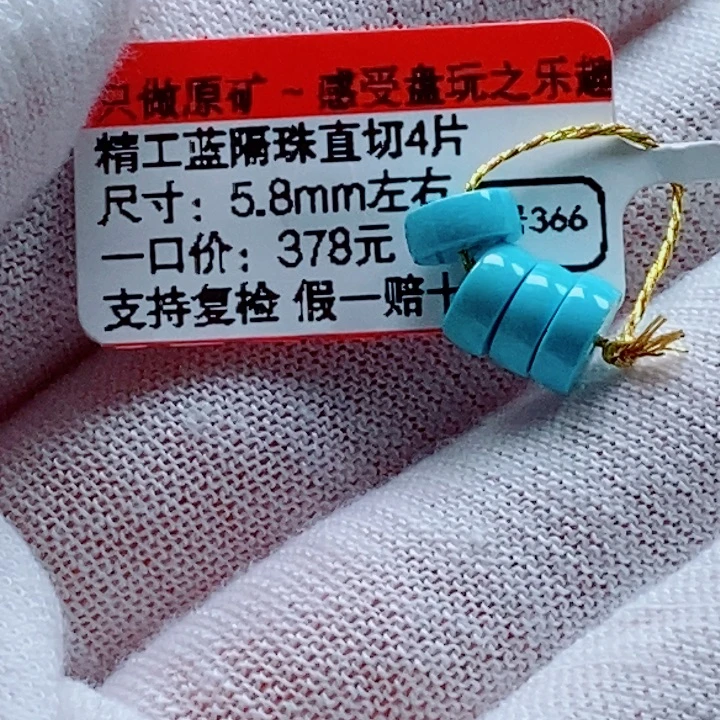 只做原矿 ~ 感受盘玩之乐趣
精工蓝隔珠直切4片
尺寸：5.8mm左右
366
一口价：378元
支持复检 假一赔十